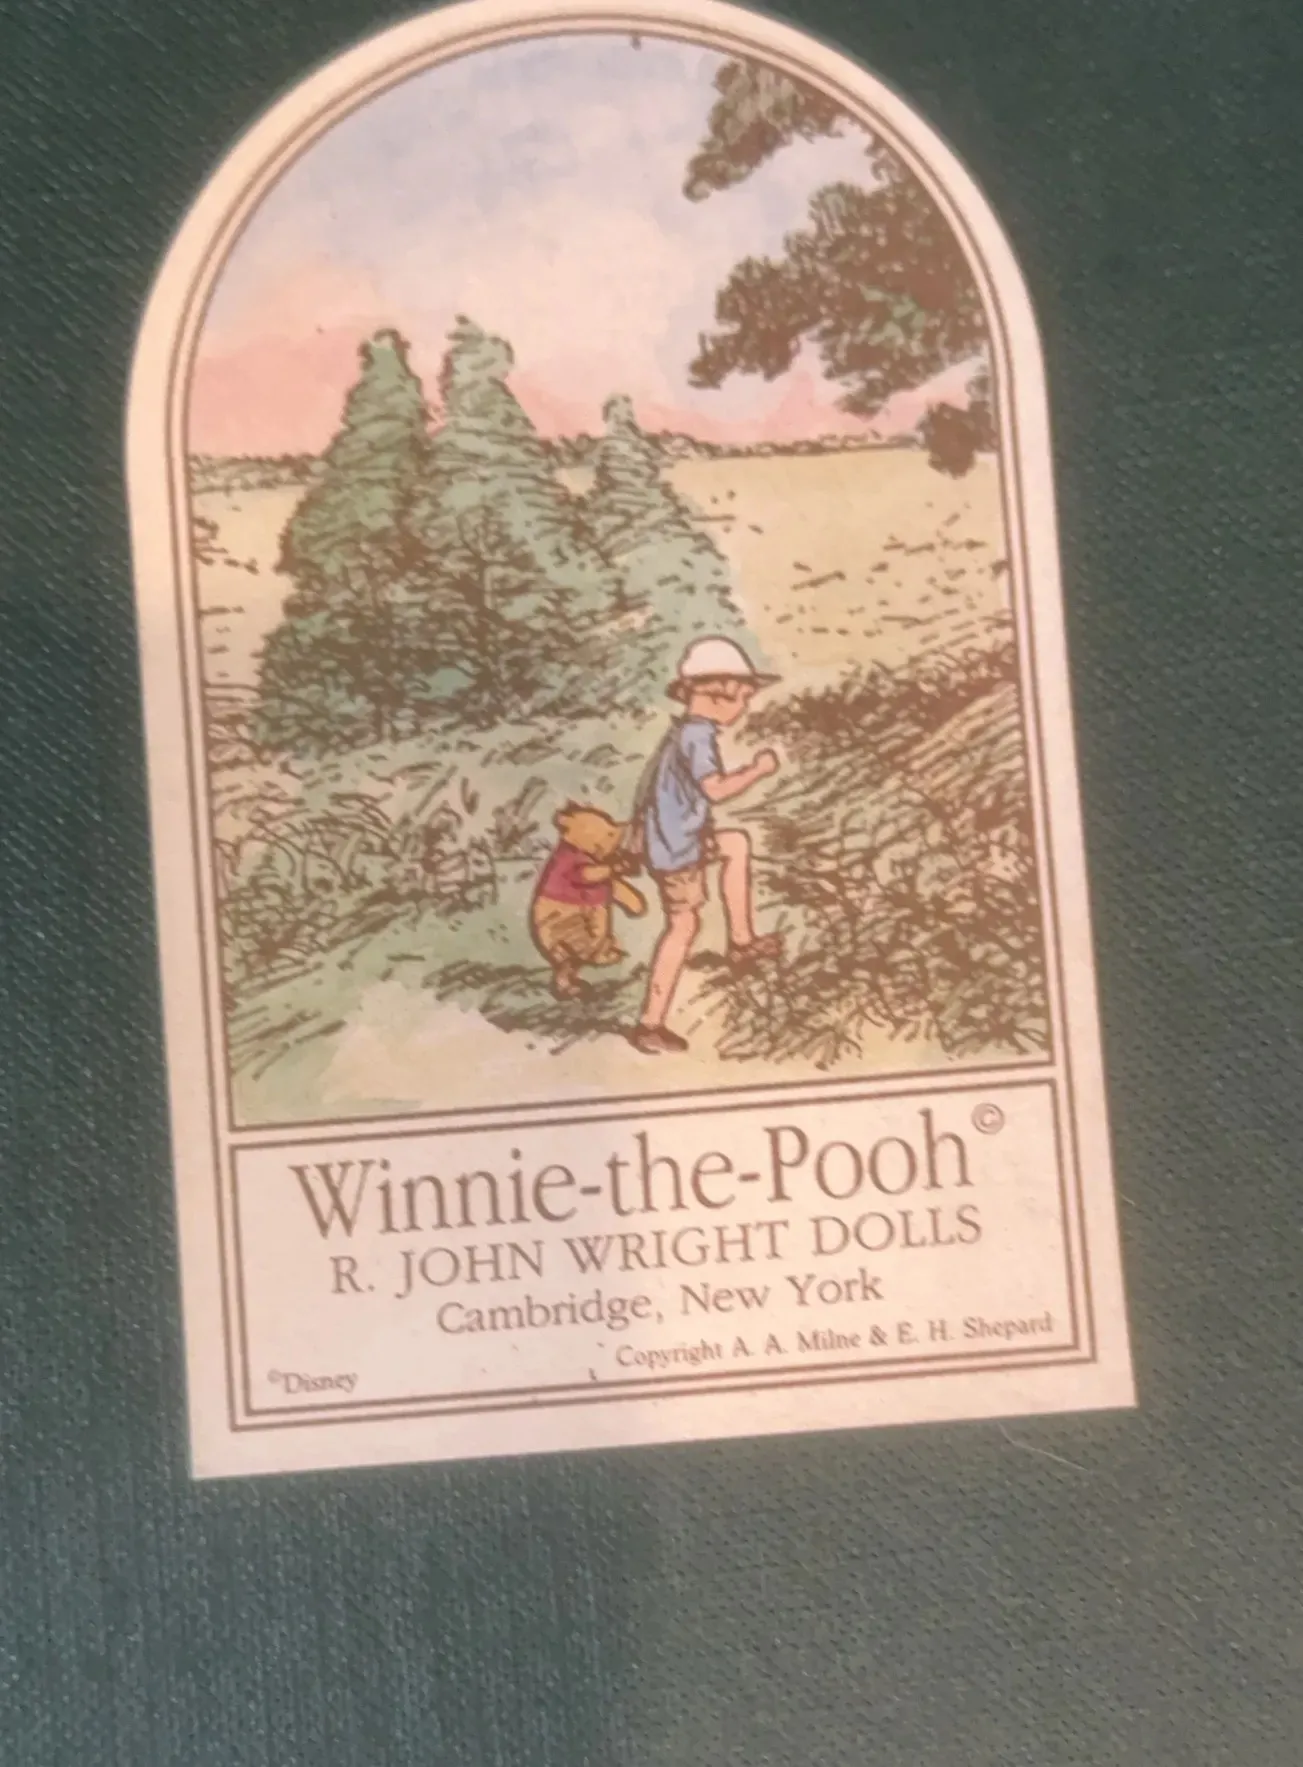 Winnie-the-Pooh©
R. JOHN WRIGHT DOLLS
Cambridge, New York
Copyright A. A. Milne & E. H. Shepard
©Disney